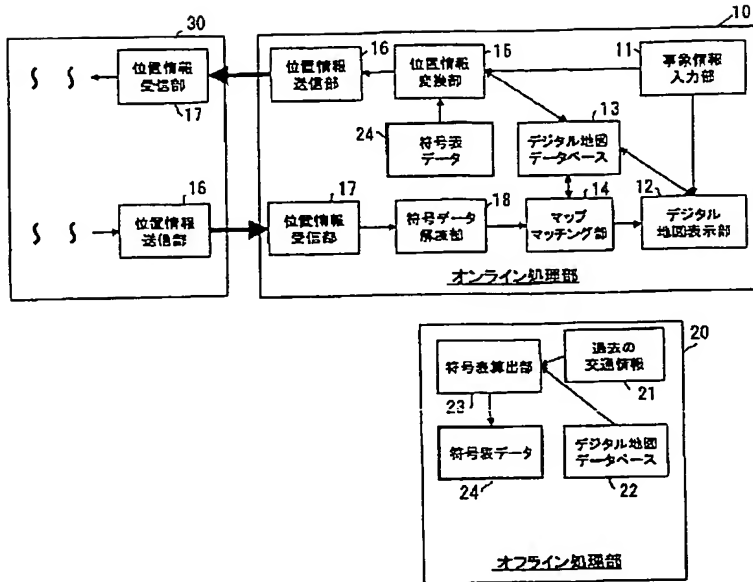 30
10
位置情報
受信部
17
16
位置情報
送信部
15
位置情報
変換部
11
事象情報
入力部
24
符号表
データ
13
デジタル地図
データベース
16
位置情報
送信部
17
位置情報
受信部
18
符号データ
解読部
14
マップ
マッチング部
12
デジタル
地図表示部
オンライン処理部
20
符号表算出部
23
過去の
交通情報
21
符号表データ
24
デジタル地図
データベース
22
オフライン処理部